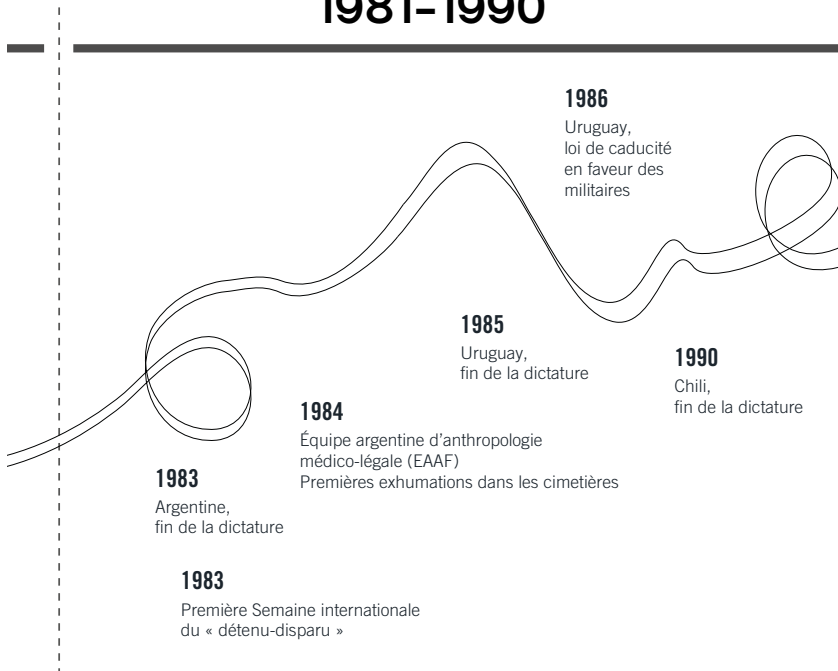 1981–1990
1986
Uruguay,
loi de caducité
en faveur des
militaires
1985
Uruguay,
fin de la dictature
1990
Chili,
fin de la dictature
1984
Équipe argentine d’anthropologie
médico-légale (EAAF)
Premières exhumations dans les cimetières
1983
Argentine,
fin de la dictature
1983
Première Semaine internationale
du « détenu-disparu »